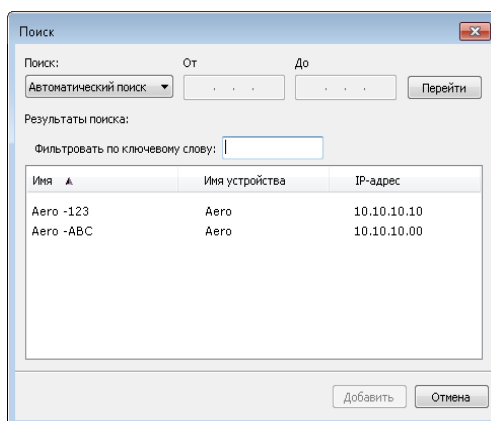 Поиск
Поиск: От До
Автоматический поиск . . . . . . Перейти
Результаты поиска:
Фильтровать по ключевому слову:
Имя Имя устройства IP-адрес
Aero -123 Aero 10.10.10.10
Aero -ABC Aero 10.10.10.00
Добавить Отмена